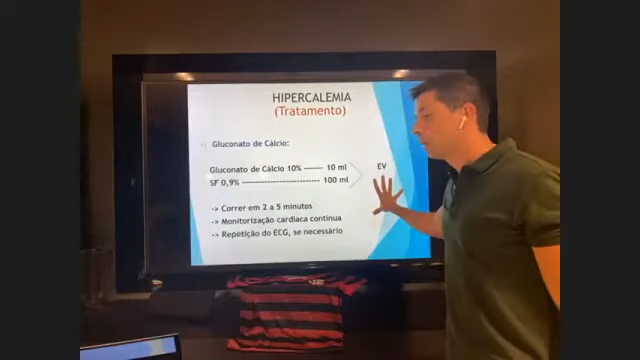 HIPERCALEMIA
(Tratamento)
Gluconato de Cálcio:
Gluconato de Cálcio 10% ------- 10 ml
SF 0,9% --------------------------- 100 ml
EV
-> Correr em 2 a 5 minutos
-> Monitorização cardíaca contínua
-> Repetição do ECG, se necessário